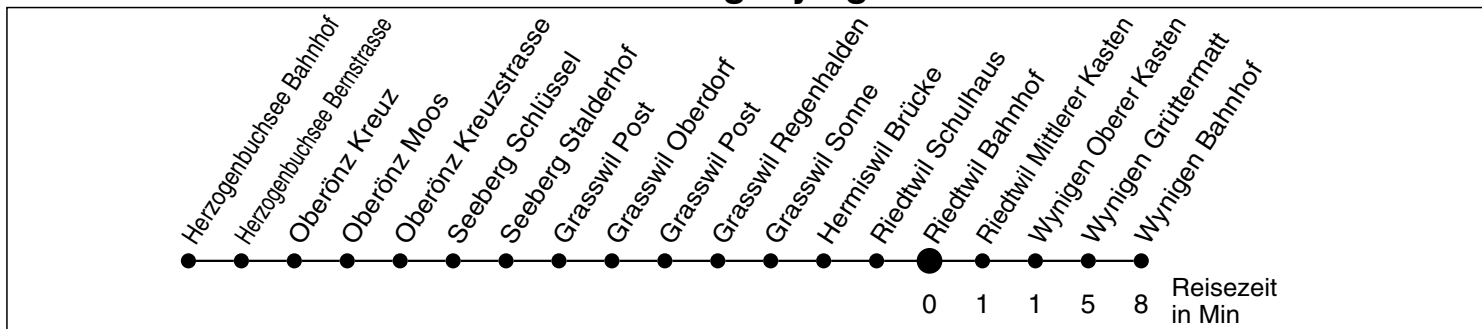 Herzogenbuchsee Bahnhof
Herzogenbuchsee Bernstrasse
Oberönz Kreuz
Oberönz Moos
Oberönz Kreuzstrasse
Seeberg Schlüssel
Seeberg Stalderhof
Grasswil Post
Grasswil Oberdorf
Grasswil Post
Grasswil Regenhalden
Grasswil Sonne
Hermiswil Brücke
Riedtwil Schulhaus
Riedtwil Bahnhof
Riedtwil Mittlerer Kasten
Wynigen Oberer Kasten
Wynigen Grüttermatt
Wynigen Bahnhof
0 1 1 5 8 Reisezeit
in Min